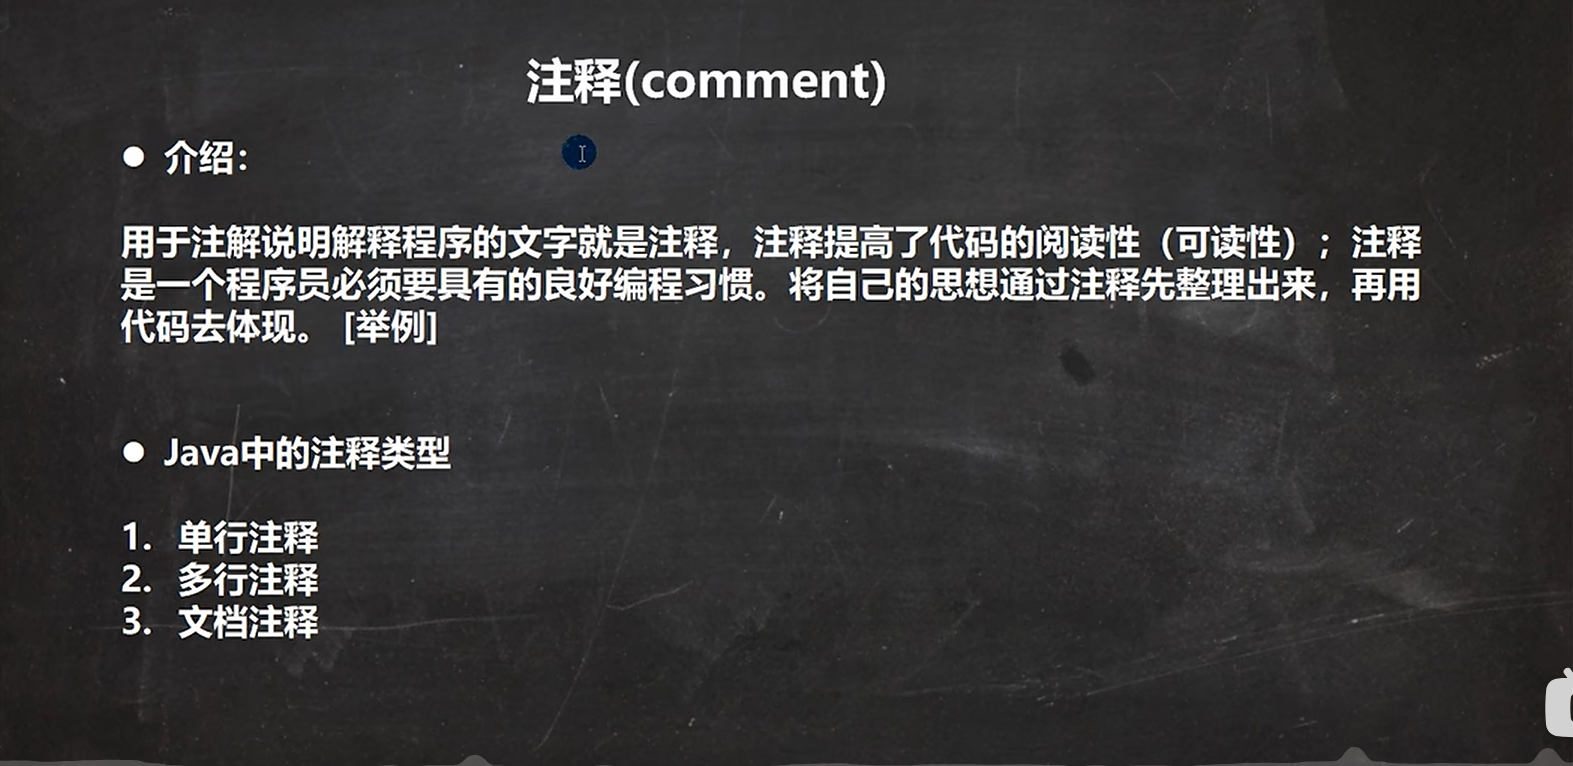 注释(comment)
● 介绍：
用于注解说明解释程序的文字就是注释，注释提高了代码的阅读性（可读性）；注释
是一个程序员必须要具有的良好编程习惯。将自己的思想通过注释先整理出来，再用
代码去体现。 [举例]
● Java中的注释类型
1. 单行注释
2. 多行注释
3. 文档注释